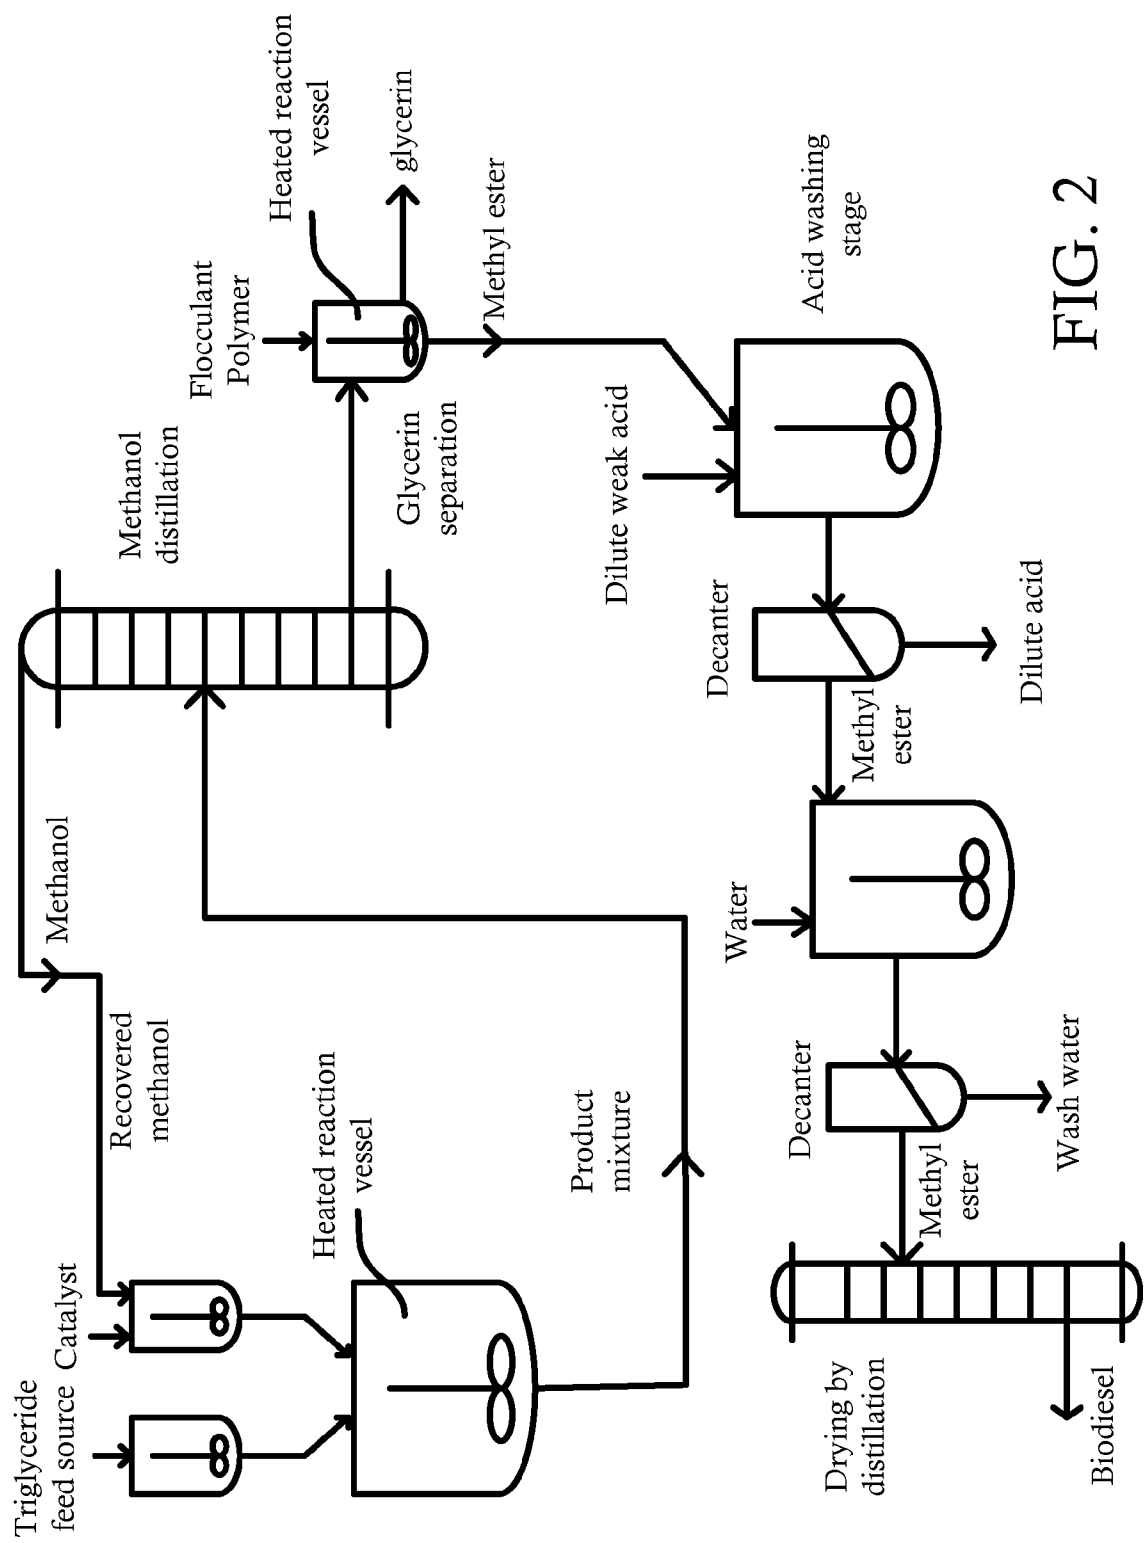 Triglyceride
feed source
Catalyst
Recovered
methanol
Methanol
Methanol
distillation
Flocculant
Polymer
Heated reaction
vessel
glycerin
Glycerin
separation
Methyl ester
Heated reaction
vessel
Product
mixture
Dilute weak acid
Acid washing
stage
Decanter
Dilute acid
Methyl
ester
Water
Decanter
Wash water
Methyl
ester
Drying by
distillation
Biodiesel
FIG. 2